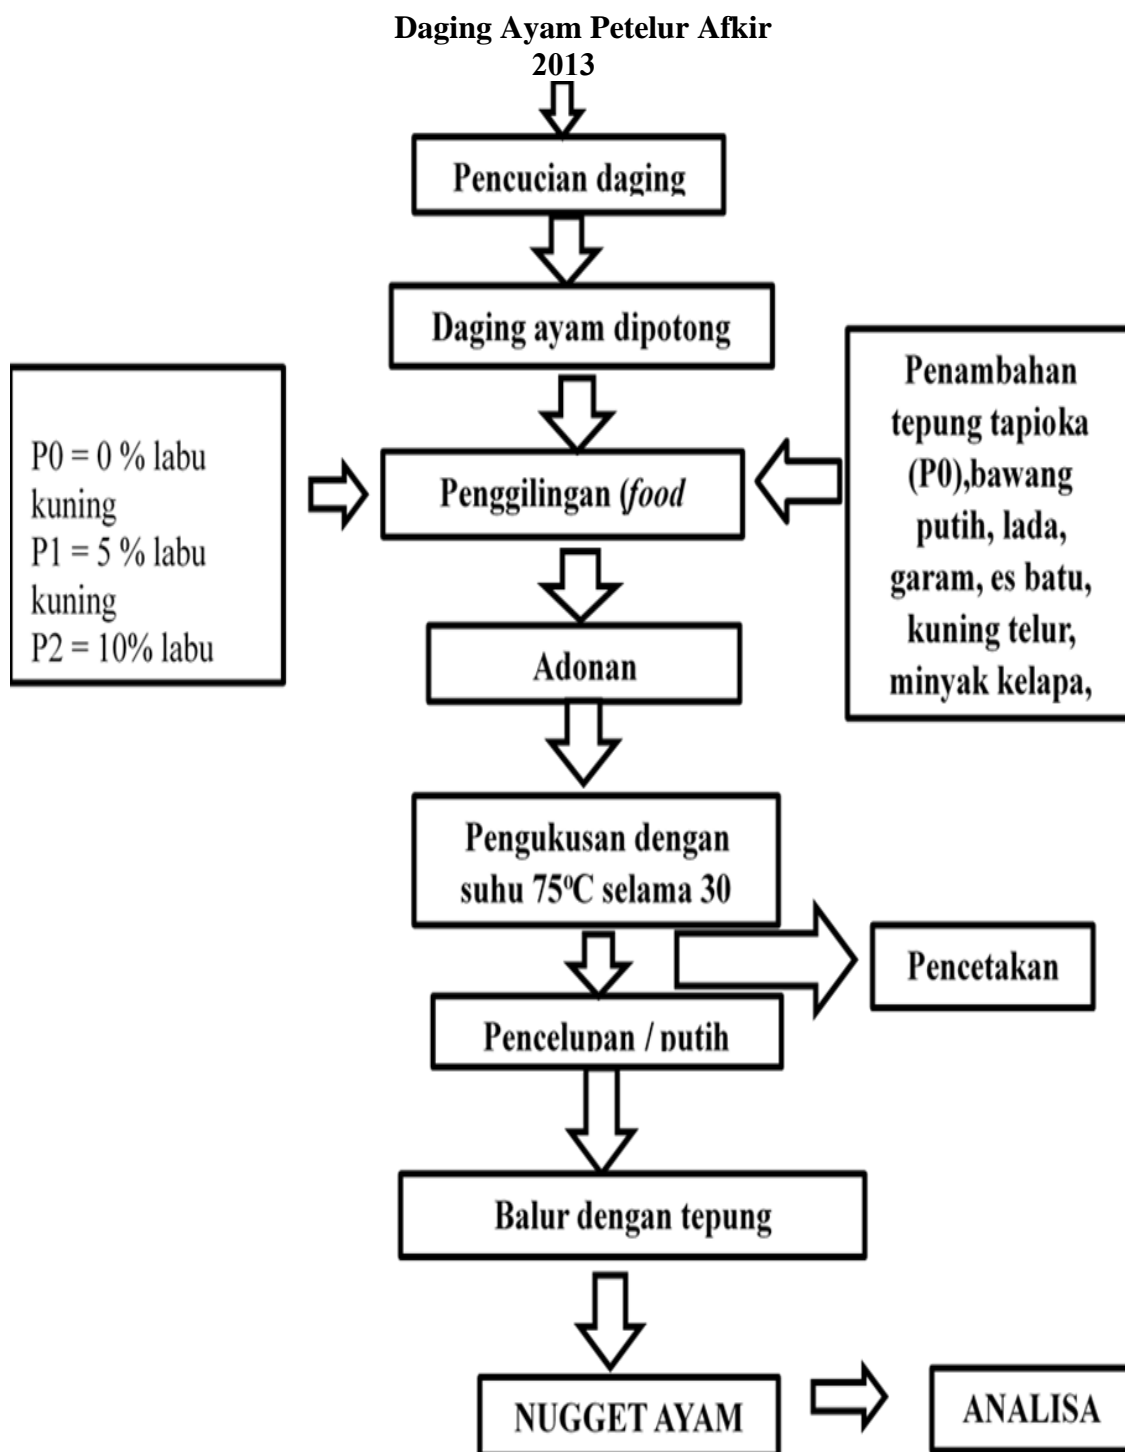 Daging Ayam Petelur Afkir
2013
Pencucian daging
Daging ayam dipotong
P0 = 0 % labu
kuning
P1 = 5 % labu
kuning
P2 = 10% labu
Penggilingan (food
Penambahan
tepung tapioka
(P0),bawang
putih, lada,
garam, es batu,
kuning telur,
minyak kelapa,
Adonan
Pengukusan dengan
suhu 75⁰C selama 30
Pencetakan
Pencelupan / putih
Balur dengan tepung
NUGGET AYAM
ANALISA